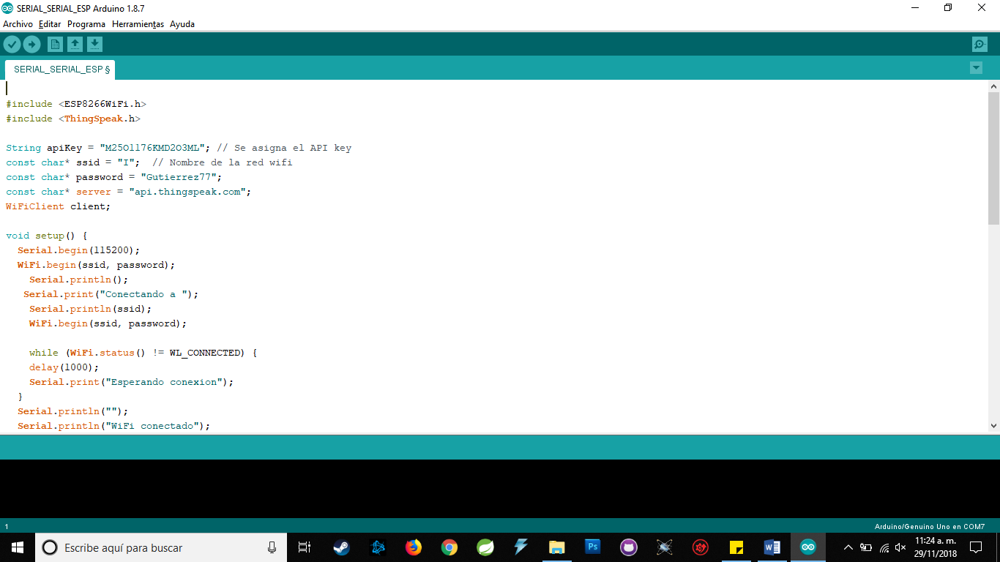 SERIAL_SERIAL_ESP Arduino 1.8.7
Archivo Editar Programa Herramientas Ayuda
SERIAL_SERIAL_ESP §
#include <ESP8266WiFi.h>
#include <ThingSpeak.h>
String apiKey = "M25O1176KMD2O3ML"; // Se asigna el API key
const char* ssid = "I";  // Nombre de la red wifi
const char* password = "Gutierrez77";
const char* server = "api.thingspeak.com";
WiFiClient client;
void setup() {
  Serial.begin(115200);
  WiFi.begin(ssid, password);
    Serial.println();
   Serial.print("Conectando a ");
    Serial.println(ssid);
    WiFi.begin(ssid, password);
    while (WiFi.status() != WL_CONNECTED) {
    delay(1000);
    Serial.print("Esperando conexion");
  }
  Serial.println("");
  Serial.println("WiFi conectado");
1
Arduino/Genuino Uno en COM7
Escribe aquí para buscar
Ps
11:24 a. m.
29/11/2018